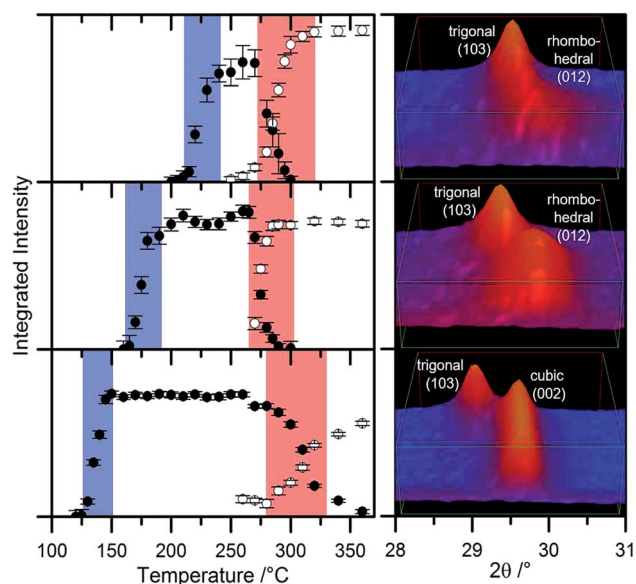 trigonal
(103)
rhombo-
hedral
(012)
trigonal
(103)
rhombo-
hedral
(012)
trigonal
(103)
cubic
(002)
Integrated Intensity
100 150 200 250 300 350
Temperature /°C
28 29 30 31
2θ /°